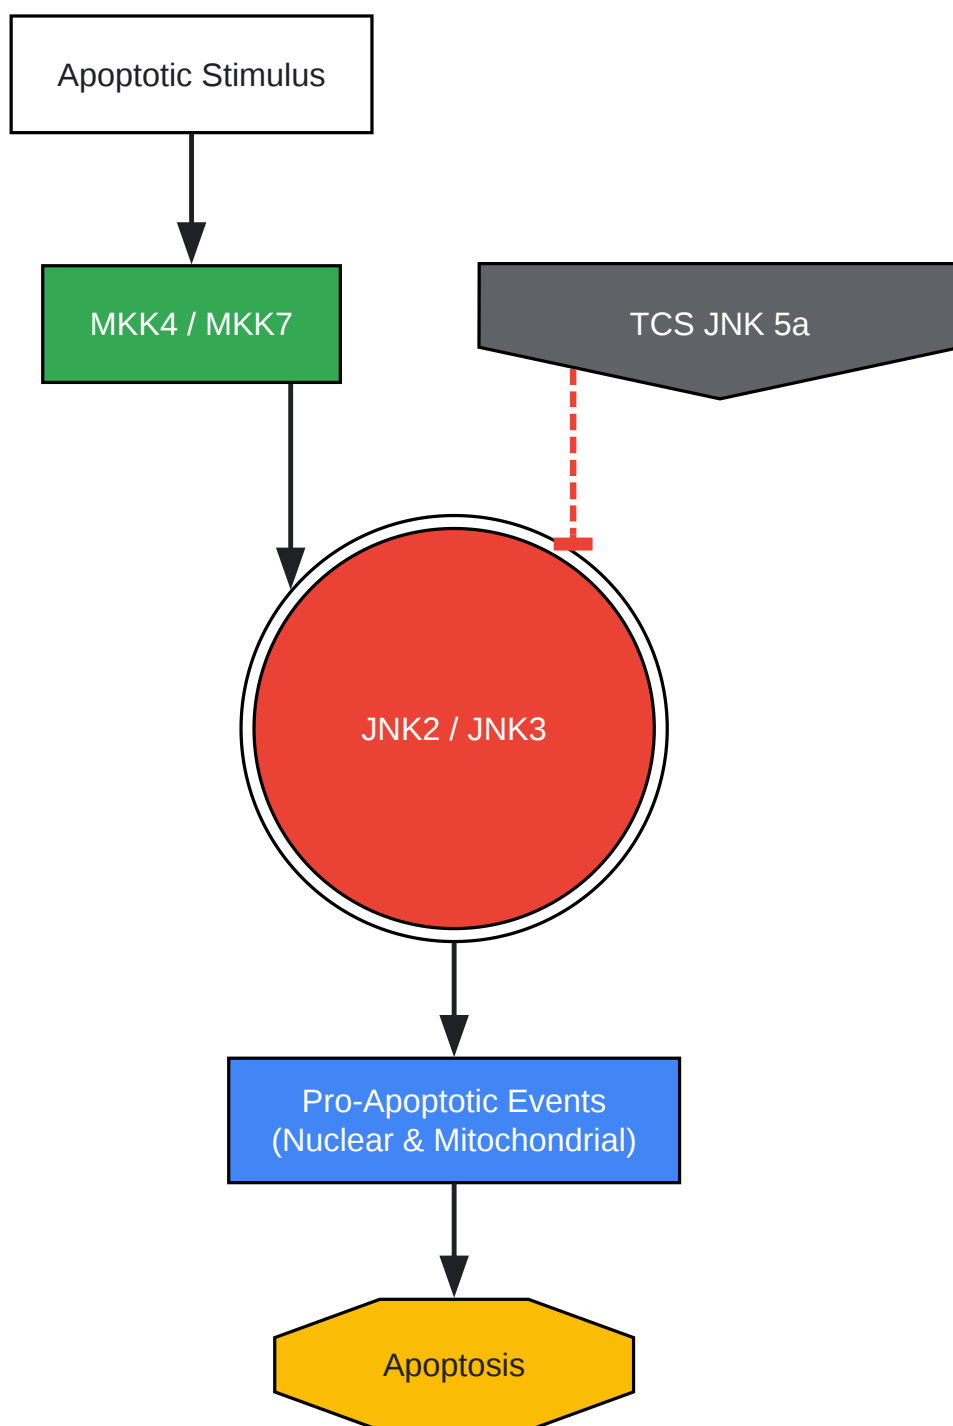 Apoptotic Stimulus
MKK4 / MKK7
TCS JNK 5a
JNK2 / JNK3
Pro-Apoptotic Events
(Nuclear & Mitochondrial)
Apoptosis